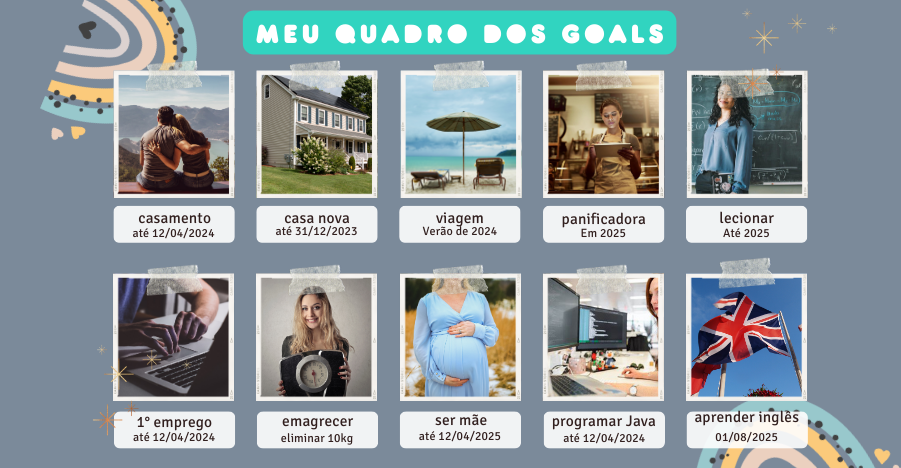 MEU QUADRO DOS GOALS
casamento
até 12/04/2024
casa nova
até 31/12/2023
viagem
Verão de 2024
panificadora
Em 2025
lecionar
Até 2025
1° emprego
até 12/04/2024
emagrecer
eliminar 10kg
ser mãe
até 12/04/2025
programar Java
até 12/04/2024
aprender inglês
01/08/2025